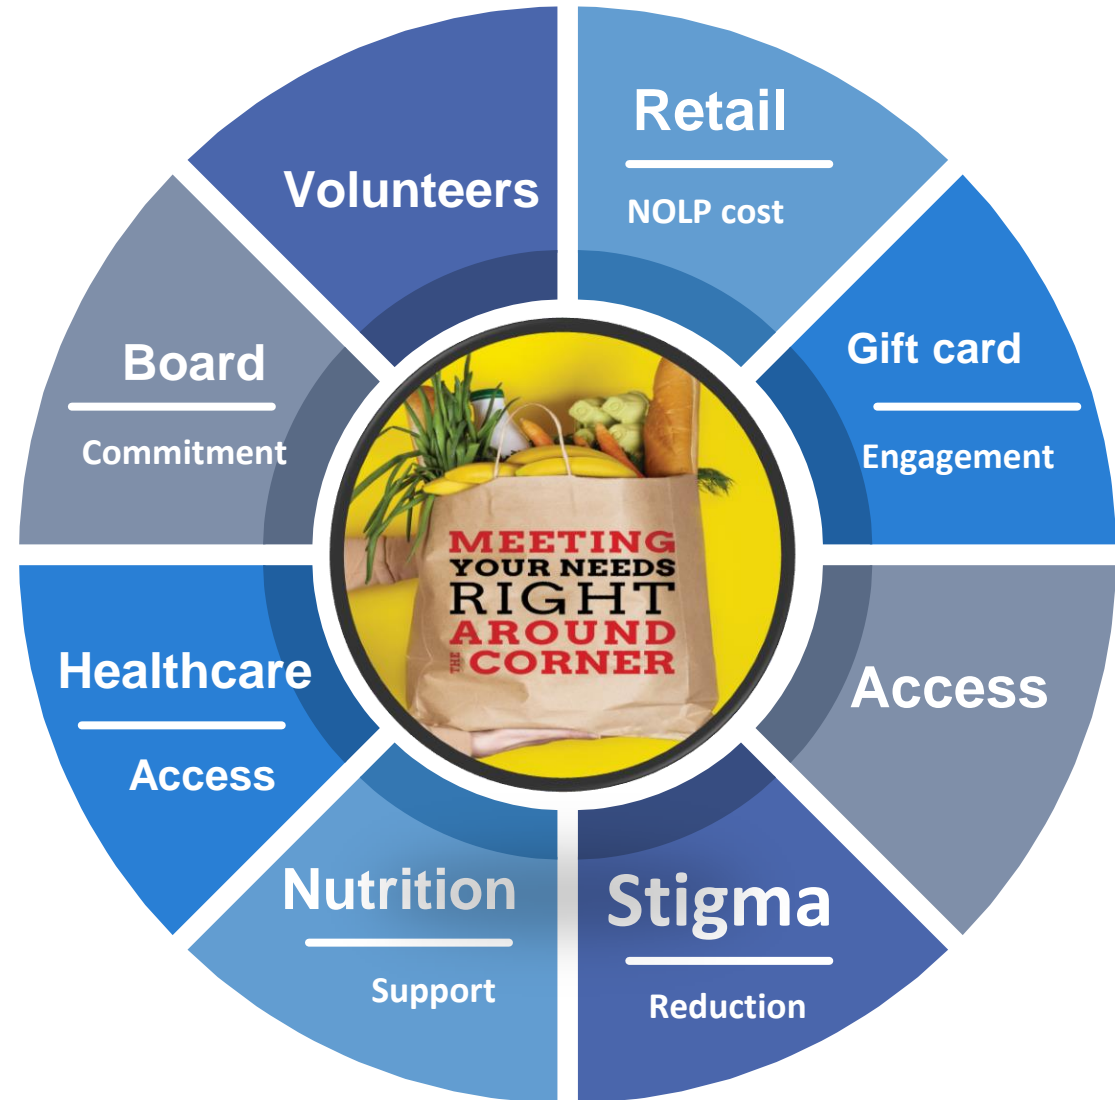 Retail
NOLP cost
Gift card
Engagement
Access
Stigma
Reduction
Nutrition
Support
Healthcare
Access
Board
Commitment
Volunteers
MEETING
YOUR NEEDS
RIGHT
AROUND
THE CORNER